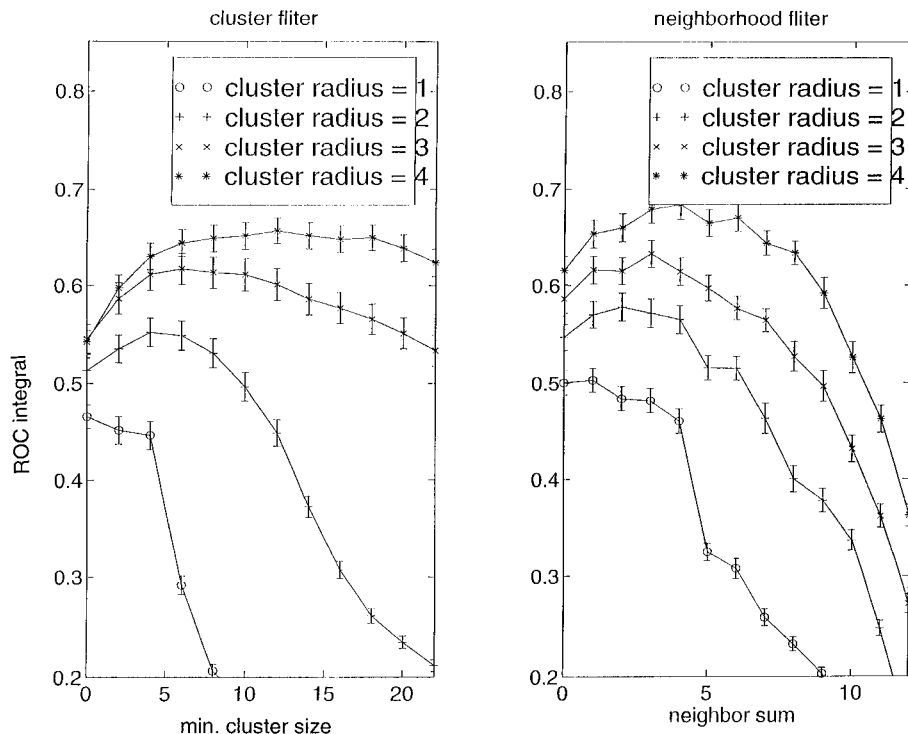 cluster fliter
cluster radius = 1
cluster radius = 2
cluster radius = 3
cluster radius = 4
ROC integral
0.8
0.7
0.6
0.5
0.4
0.3
0.2
0 5 10 15 20
min. cluster size
neighborhood fliter
cluster radius = 1
cluster radius = 2
cluster radius = 3
cluster radius = 4
0.8
0.7
0.6
0.5
0.4
0.3
0.2
0 5 10
neighbor sum